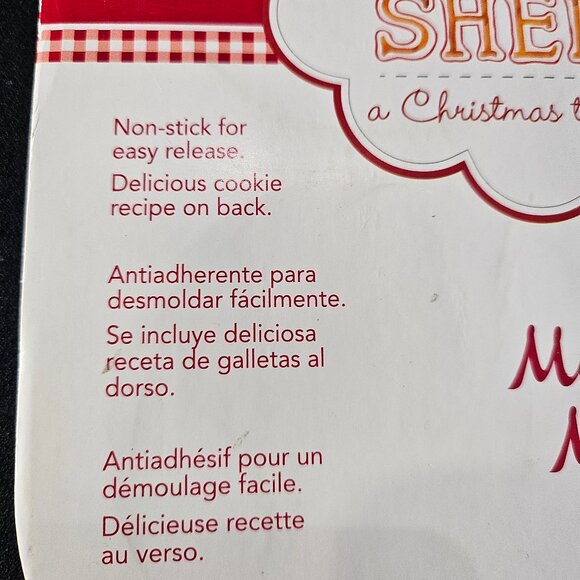 SHE
a Christmas
Non-stick for
easy release.
Delicious cookie
recipe on back.
Antiadherente para
desmoldar fácilmente.
Se incluye deliciosa
receta de galletas al
dorso.
Antiadhésif pour un
démoulage facile.
Délicieuse recette
au verso.